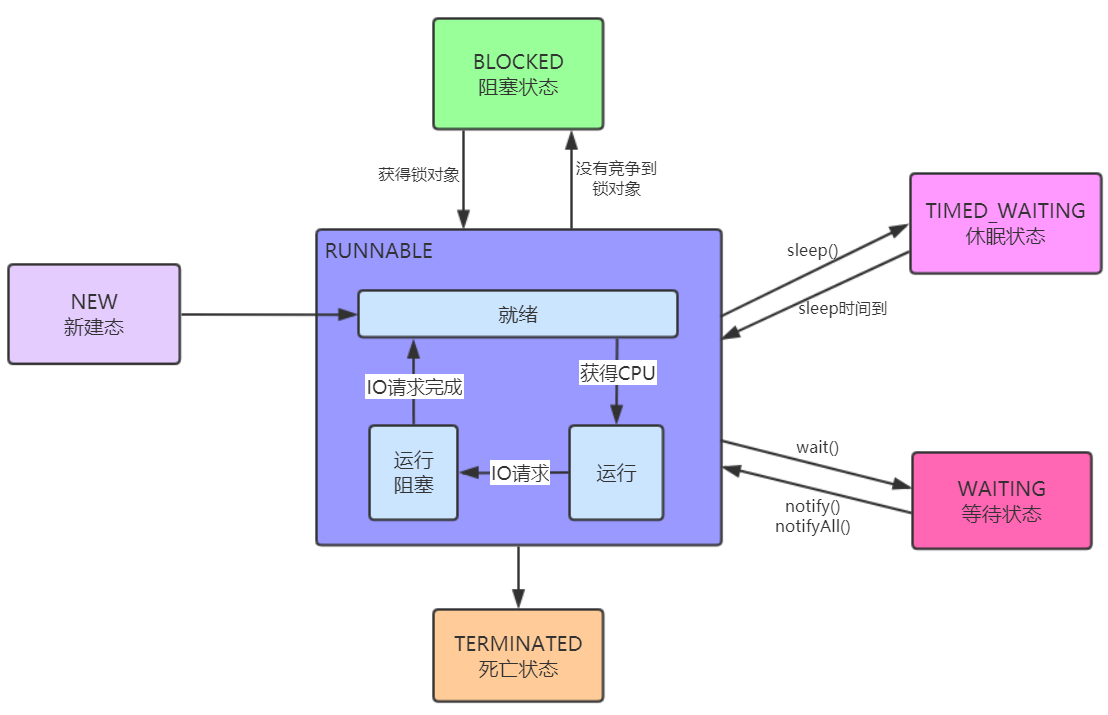 BLOCKED
阻塞状态
获得锁对象
没有竞争到
锁对象
TIMED_WAITING
休眠状态
sleep()
sleep时间到
RUNNABLE
NEW
新建态
就绪
IO请求完成
获得CPU
运行
阻塞
IO请求
运行
wait()
notify()
notifyAll()
WAITING
等待状态
TERMINATED
死亡状态